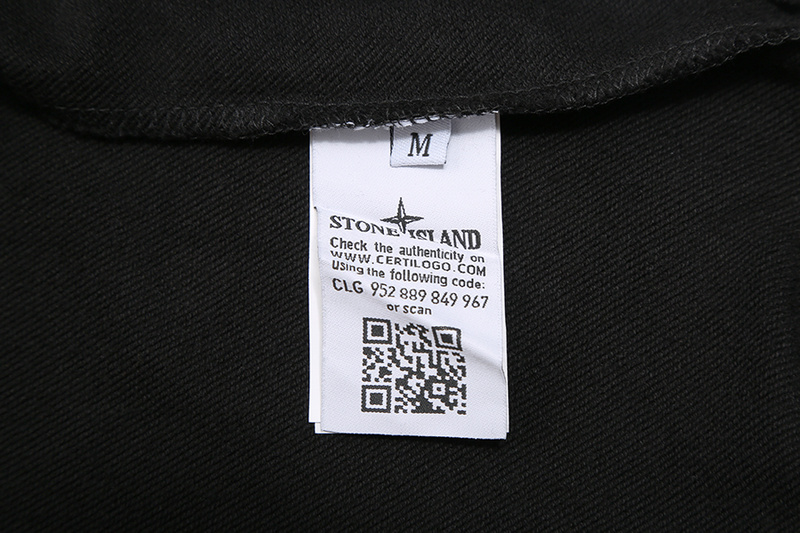 M
STONE ISLAND
Check the authenticity on
WWW.CERTILOGO.COM
Using the following code:
CLG 952 889 849 967
or scan